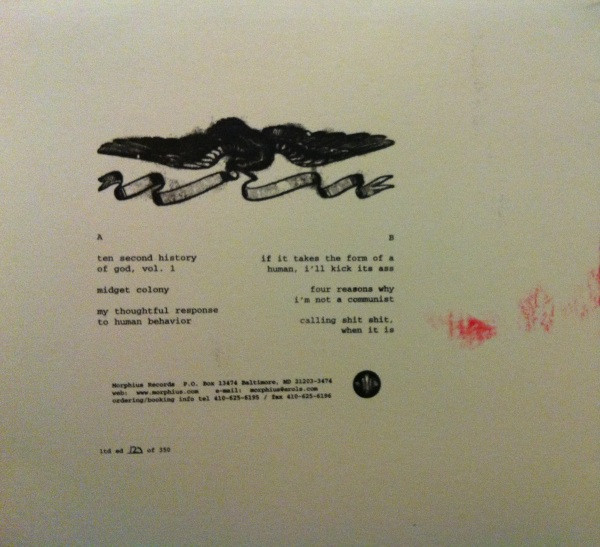 A
ten second history
of god, vol. 1
midget colony
my thoughtful response
to human behavior
B
if it takes the form of a
human, i'll kick its ass
four reasons why
i'm not a communist
calling shit shit,
when it is
Morphius Records P.O. Box 13474 Baltimore, MD 21203-3474
web: www.morphius.com e-mail: morphius@erols.com
ordering/booking info tel 410-625-6195 / fax 410-625-6196
ltd ed 123 of 350